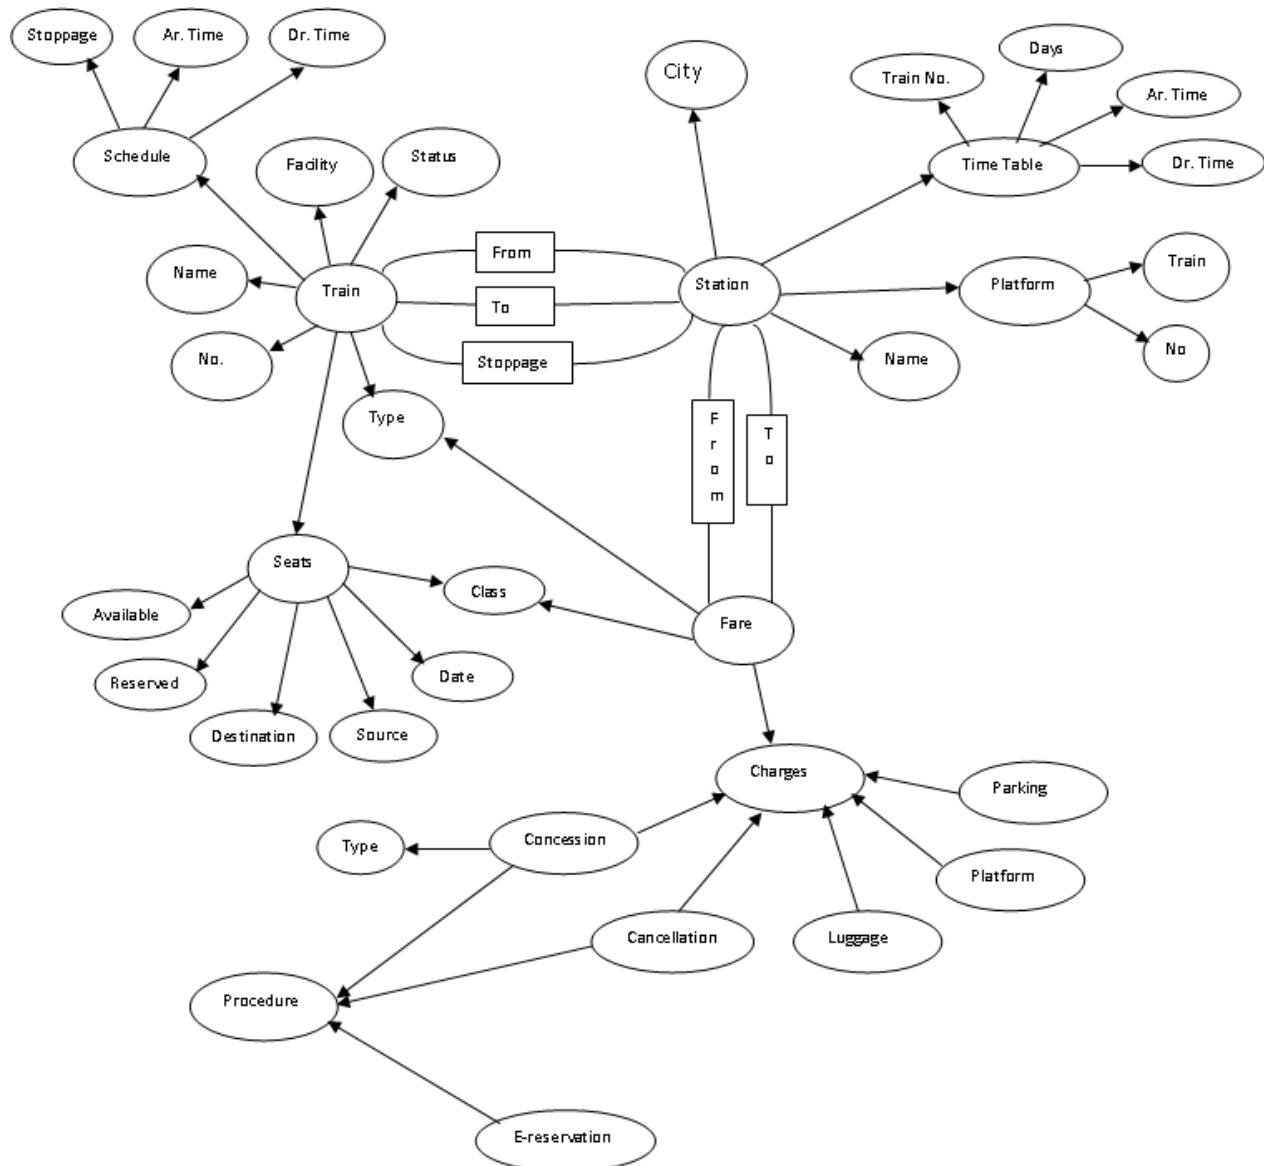 Stoppage
Ar. Time
Dr. Time
City
Days
Train No.
Ar. Time
Schedule
Facility
Status
Time Table
Dr. Time
From
Name
Train
Station
Platform
Train
To
No.
Stoppage
Name
No
Type
From
To
Seats
Class
Available
Fare
Reserved
Date
Destination
Source
Charges
Parking
Type
Concession
Platform
Cancellation
Luggage
Procedure
E-reservation